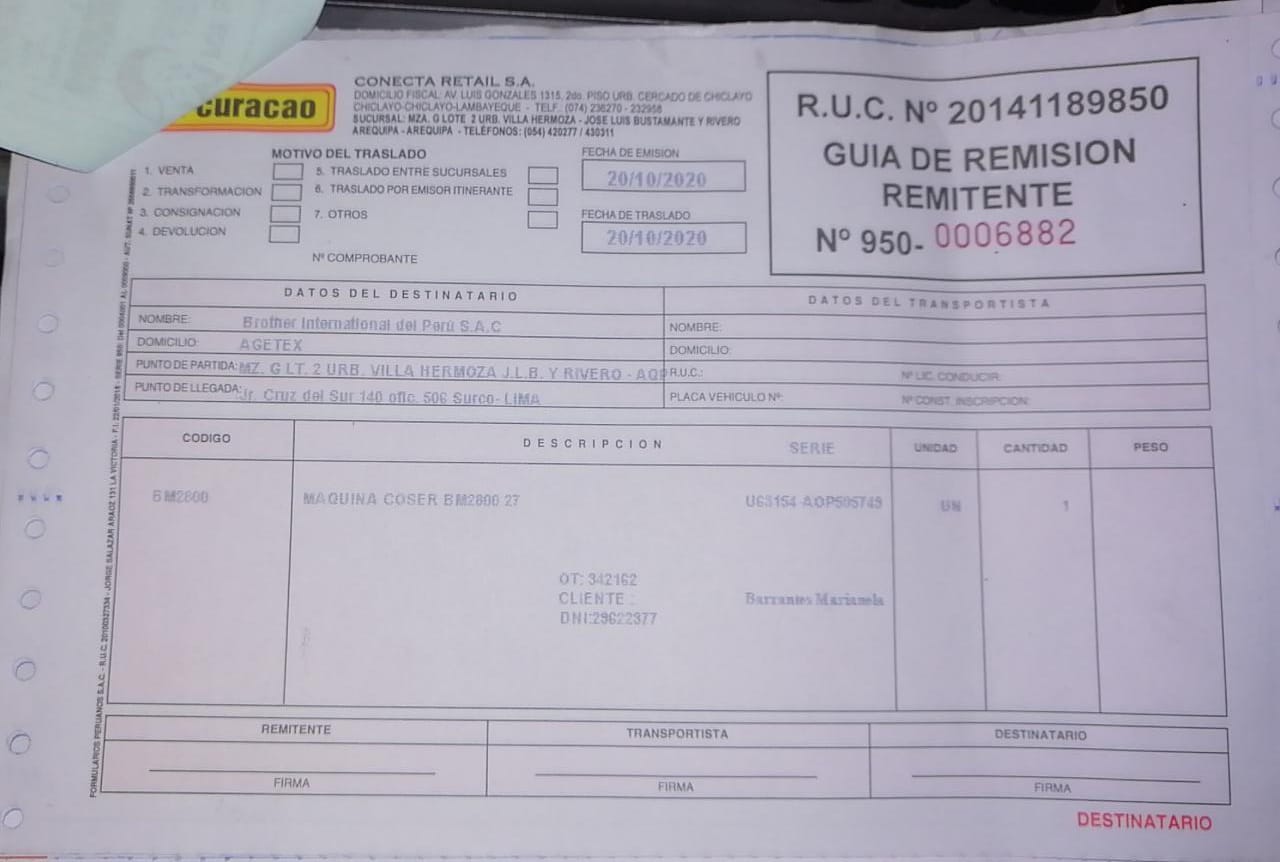 curacao
CONECTA RETAIL S.A.
DOMICILIO FISCAL: AV. LUIS GONZALES 1315, 2do. PISO URB. CERCADO DE CHICLAYO
CHICLAYO-CHICLAYO-LAMBAYEQUE - TELF.: (074) 236270 - 232958
SUCURSAL: MZA. G LOTE 2 URB. VILLA HERMOZA - JOSE LUIS BUSTAMANTE Y RIVERO
AREQUIPA - AREQUIPA - TELÉFONOS: (054) 420277 / 430311
R.U.C. Nº 20141189850
GUIA DE REMISION
REMITENTE
Nº 950- 0006882
MOTIVO DEL TRASLADO
1. VENTA
2. TRANSFORMACION
3. CONSIGNACION
4. DEVOLUCION
5. TRASLADO ENTRE SUCURSALES
6. TRASLADO POR EMISOR ITINERANTE
7. OTROS
Nº COMPROBANTE
FECHA DE EMISION
20/10/2020
FECHA DE TRASLADO
20/10/2020
DATOS DEL DESTINATARIO
NOMBRE: Brother International del Perú S.A.C
DOMICILIO: AGETEX
PUNTO DE PARTIDA: MZ. G LT. 2 URB. VILLA HERMOZA J.L.B. Y RIVERO - AQP
PUNTO DE LLEGADA: Jr. Cruz del Sur 140 ofic. 506 Surco- LIMA
DATOS DEL TRANSPORTISTA
NOMBRE:
DOMICILIO:
R.U.C.: Nº LIC. CONDUCIR:
PLACA VEHICULO Nº: Nº CONST. INSCRIPCION:
CODIGO DESCRIPCION SERIE UNIDAD CANTIDAD PESO
BM2800 MAQUINA COSER BM2800 27 U63154-AOP595749 UN 1
OT: 342162
CLIENTE : Barrantes Marianela
DNI:29622377
REMITENTE TRANSPORTISTA DESTINATARIO
FIRMA FIRMA FIRMA
DESTINATARIO